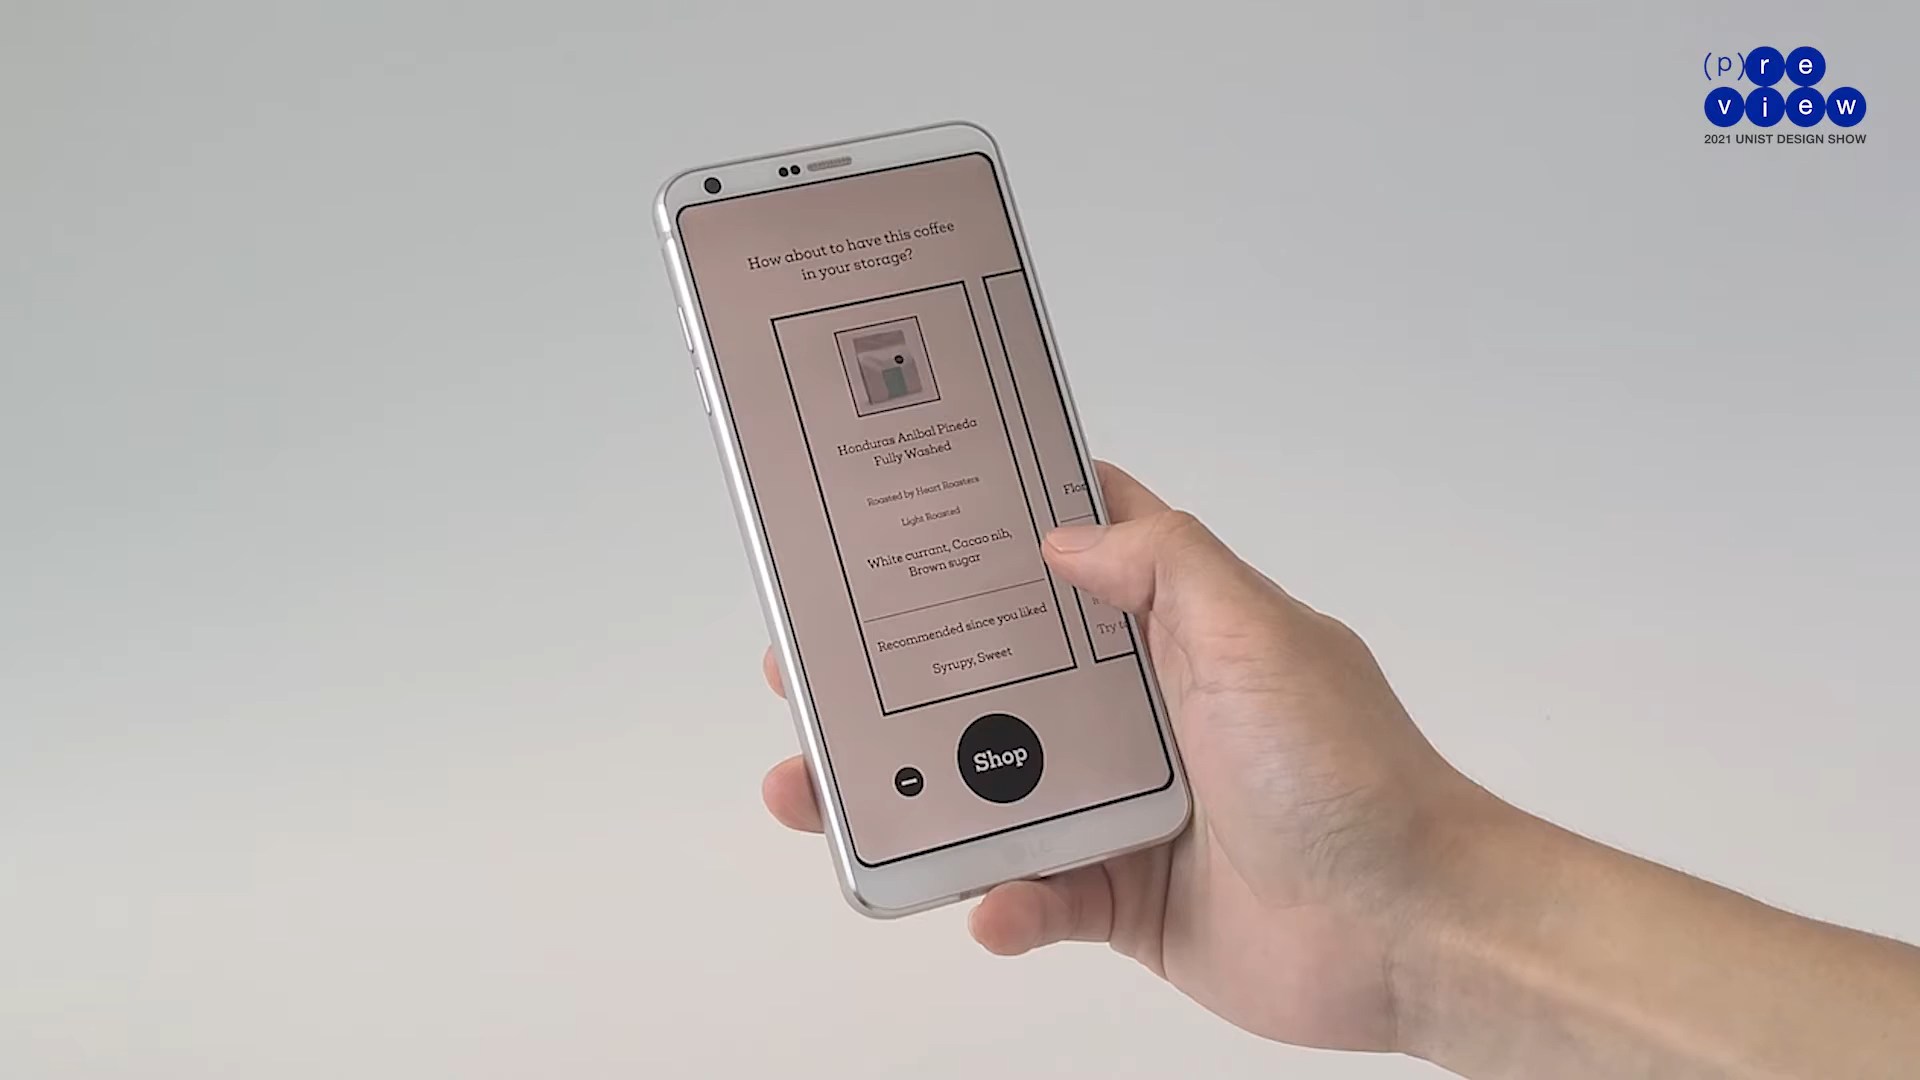 (p)re
view
2021 UNIST DESIGN SHOW
How about to have this coffee
in your storage?
Honduras Anibal Pineda
Fully Washed
Roasted by Heart Roasters
Light Roasted
White currant, Cacao nib,
Brown sugar
Recommended since you liked
Syrupy, Sweet
Try
Shop
LG